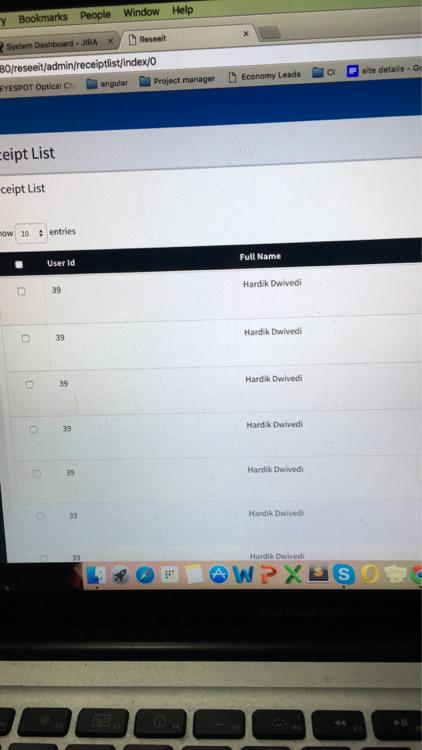 Bookmarks People Window Help
System Dashboard - JIRA × Reseeit ×
80/reseeit/admin/receiptlist/index/0
EYESPOT Optical Ch angular Project manager Economy Leads CI site details - Go
eipt List
ceipt List
ow 10 entries
User Id Full Name
39 Hardik Dwivedi
39 Hardik Dwivedi
39 Hardik Dwivedi
39 Hardik Dwivedi
39 Hardik Dwivedi
39 Hardik Dwivedi
39 Hardik Dwivedi
MacBook Pro